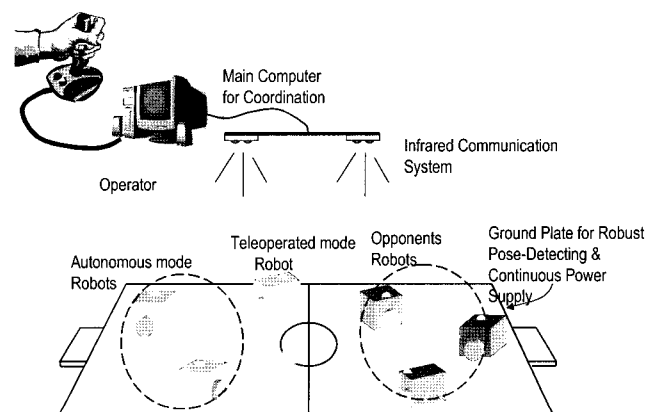 Main Computer
for Coordination
Infrared Communication
System
Operator
Teleoperated mode
Robot
Opponents
Robots
Ground Plate for Robust
Pose-Detecting &
Continuous Power
Supply
Autonomous mode
Robots